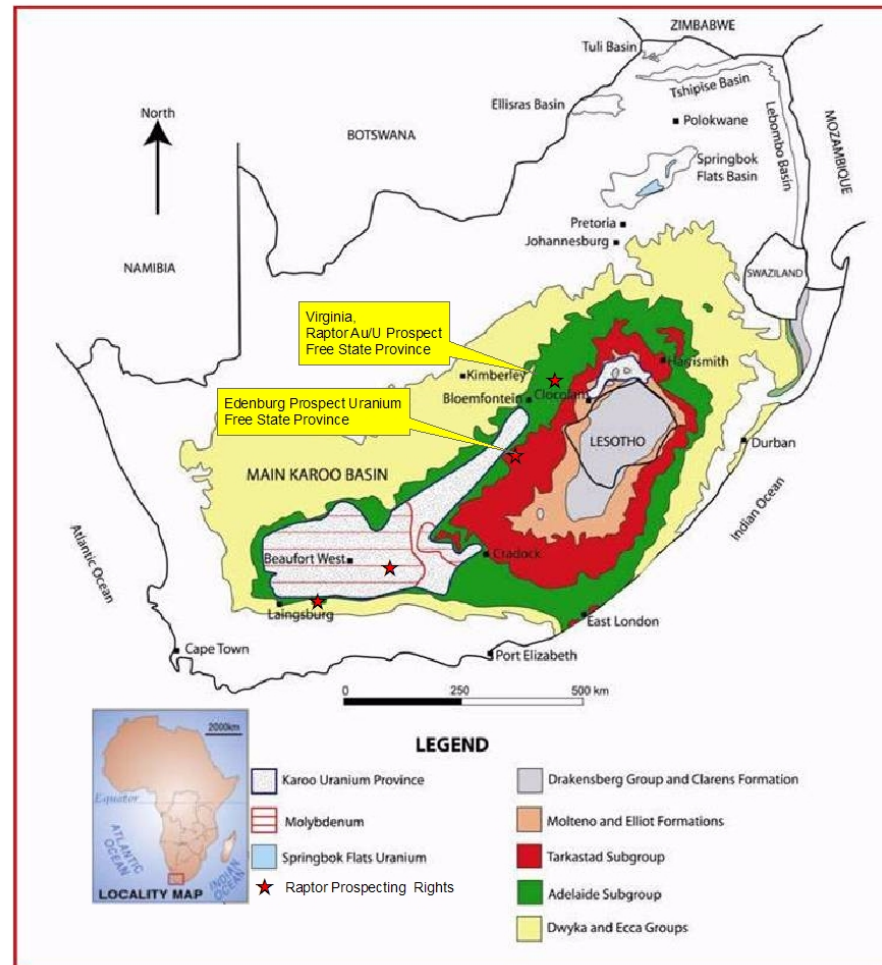 ZIMBABWE
Tuli Basin
Tshipise Basin
Ellisras Basin
Lebombo Basin
MOZAMBIQUE
North
BOTSWANA
Polokwane
Springbok
Flats Basin
Pretoria
Johannesburg
NAMIBIA
SWAZILAND
Virginia,
Raptor Au/U Prospect
Free State Province
Harrismith
Kimberley
Bloemfontein
Clocolan
Edenburg Prospect Uranium
Free State Province
LESOTHO
Durban
MAIN KAROO BASIN
Indian Ocean
Atlantic Ocean
Beaufort West
Cradock
Laingsburg
East London
Cape Town
Port Elizabeth
0 250 500 km
LEGEND
2000km
Equator
ATLANTIC
OCEAN
INDIAN
OCEAN
LOCALITY MAP
Karoo Uranium Province
Molybdenum
Springbok Flats Uranium
Raptor Prospecting Rights
Drakensberg Group and Clarens Formation
Molteno and Elliot Formations
Tarkastad Subgroup
Adelaide Subgroup
Dwyka and Ecca Groups